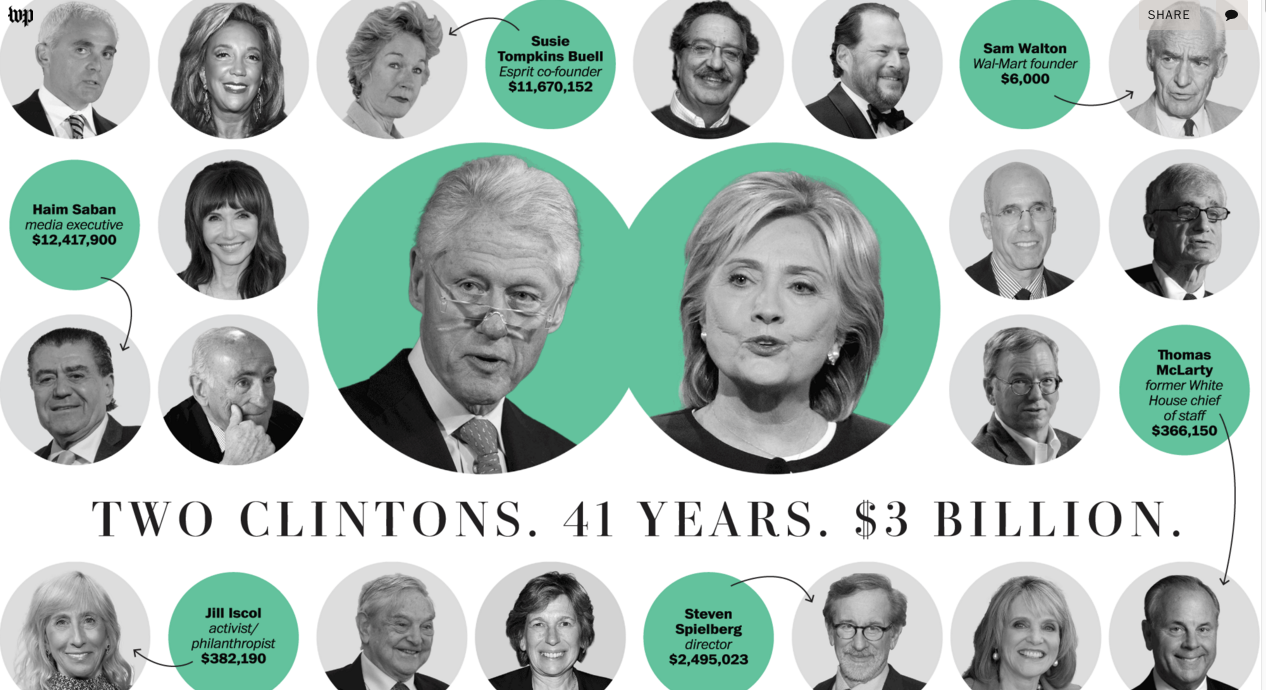 wp
SHARE
Susie
Tompkins Buell
Esprit co-founder
$11,670,152
Sam Walton
Wal-Mart founder
$6,000
Haim Saban
media executive
$12,417,900
Thomas
McLarty
former White
House chief
of staff
$366,150
TWO CLINTONS. 41 YEARS. $3 BILLION.
Jill Iscol
activist/
philanthropist
$382,190
Steven
Spielberg
director
$2,495,023